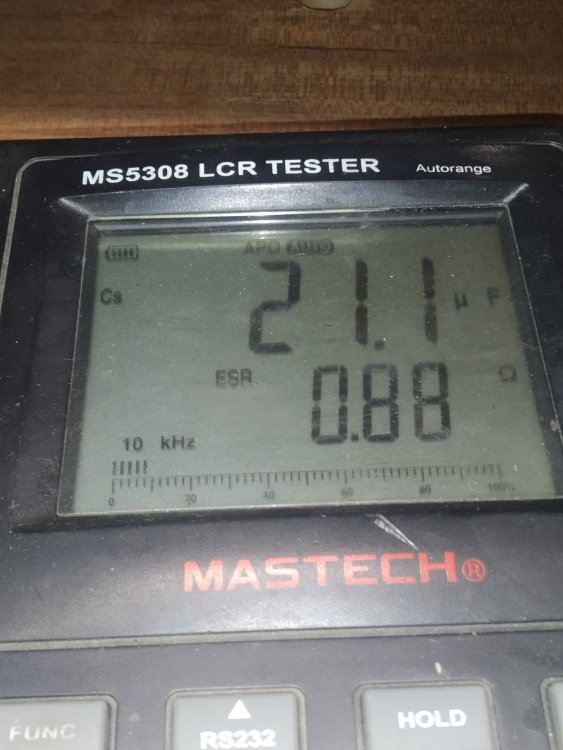 MS5308 LCR TESTER Autorange
APO AUTO
Cs 21.1 µ F
ESR 0.88 Ω
10 kHz
0 20 40 60 80 100%
MASTECH®
FUNC ▲ RS232 HOLD